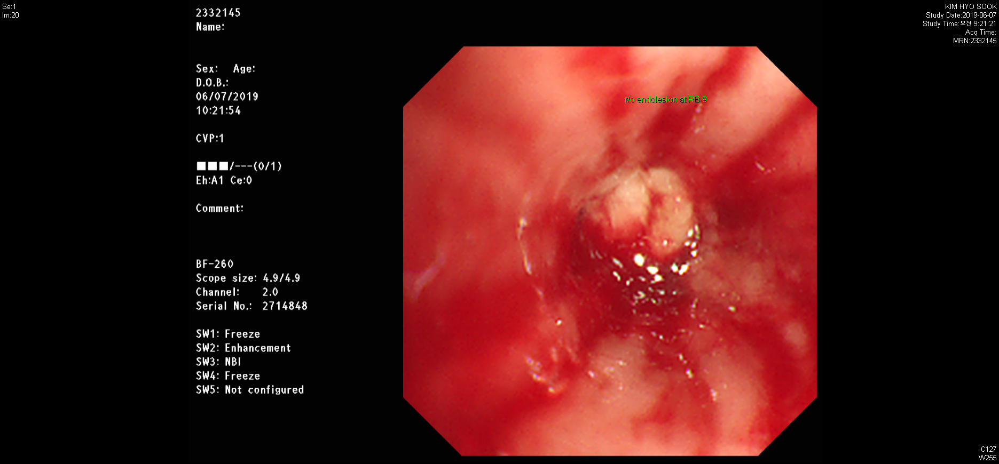 Se:1
Im:20
2332145
Name:
Sex: Age:
D.O.B.:
06/07/2019
10:21:54
CVP:1
■■■/---(0/1)
Eh:A1 Ce:0
Comment:
BF-260
Scope size: 4.9/4.9
Channel: 2.0
Serial No.: 2714848
SW1: Freeze
SW2: Enhancement
SW3: NBI
SW4: Freeze
SW5: Not configured
r/o endolesion at RB 9
KIM HYO SOOK
Study Date:2019-06-07
Study Time:오전 9:21:21
Acq Time:
MRN:2332145
C127
W255